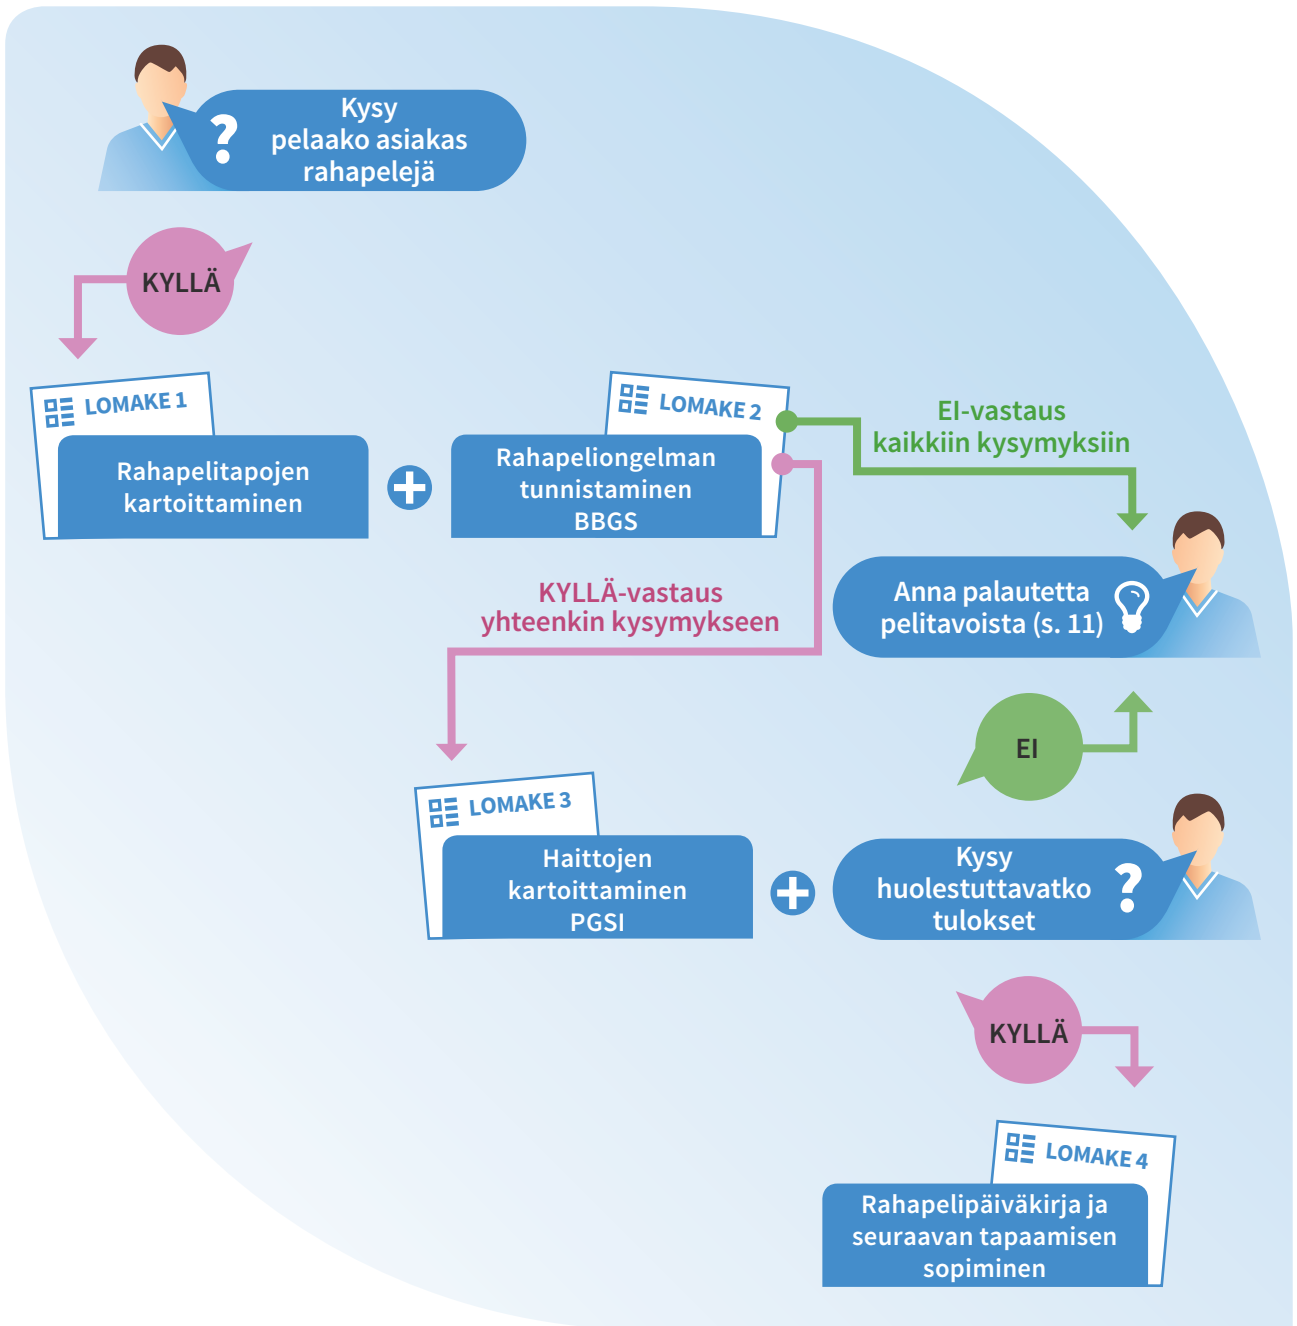 ?
Kysy
pelaako asiakas
rahapelejä
KYLLÄ
LOMAKE 1
Rahapelitapojen
kartoittaminen
LOMAKE 2
Rahapeliongelman
tunnistaminen
BBGS
EI-vastaus
kaikkiin kysymyksiin
KYLLÄ-vastaus
yhteenkin kysymykseen
Anna palautetta
pelitavoista (s. 11)
EI
LOMAKE 3
Haittojen
kartoittaminen
PGSI
Kysy
huolestuttavatko
tulokset
?
KYLLÄ
LOMAKE 4
Rahapelipäiväkirja ja
seuraavan tapaamisen
sopiminen